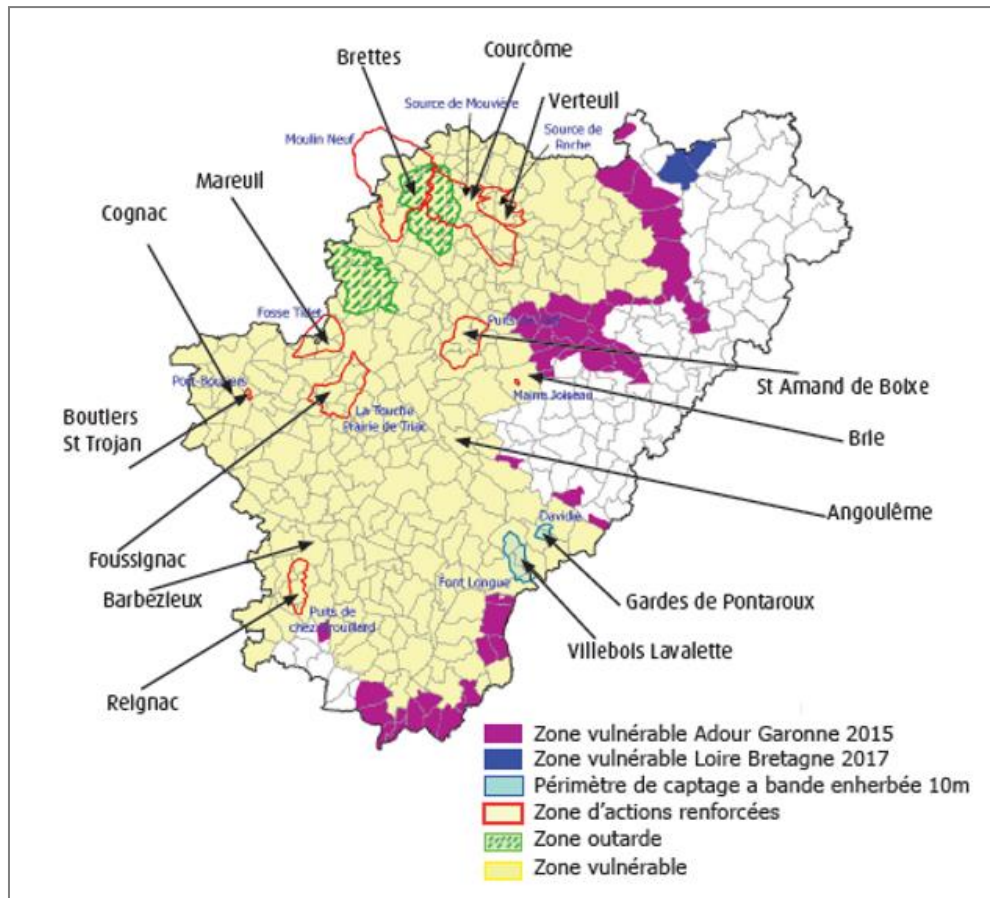 Courcôme
Brettes
Source de Mouvière
Verteuil
Moulin Neuf
Source de
Roche
Mareuil
Cognac
Fosse Tidet
Puits
St Amand de Boixe
Port-Boutiers
Mains Joiseau
Boutiers
St Trojan
La Touche
Prairie de Triac
Brie
Angoulême
Davidie
Foussignac
Barbezieux
Font Longue
Gardes de Pontaroux
Puits de
chez Drouillard
Villebois Lavalette
Reignac
Zone vulnérable Adour Garonne 2015
Zone vulnérable Loire Bretagne 2017
Périmètre de captage a bande enherbée 10m
Zone d'actions renforcées
Zone outarde
Zone vulnérable